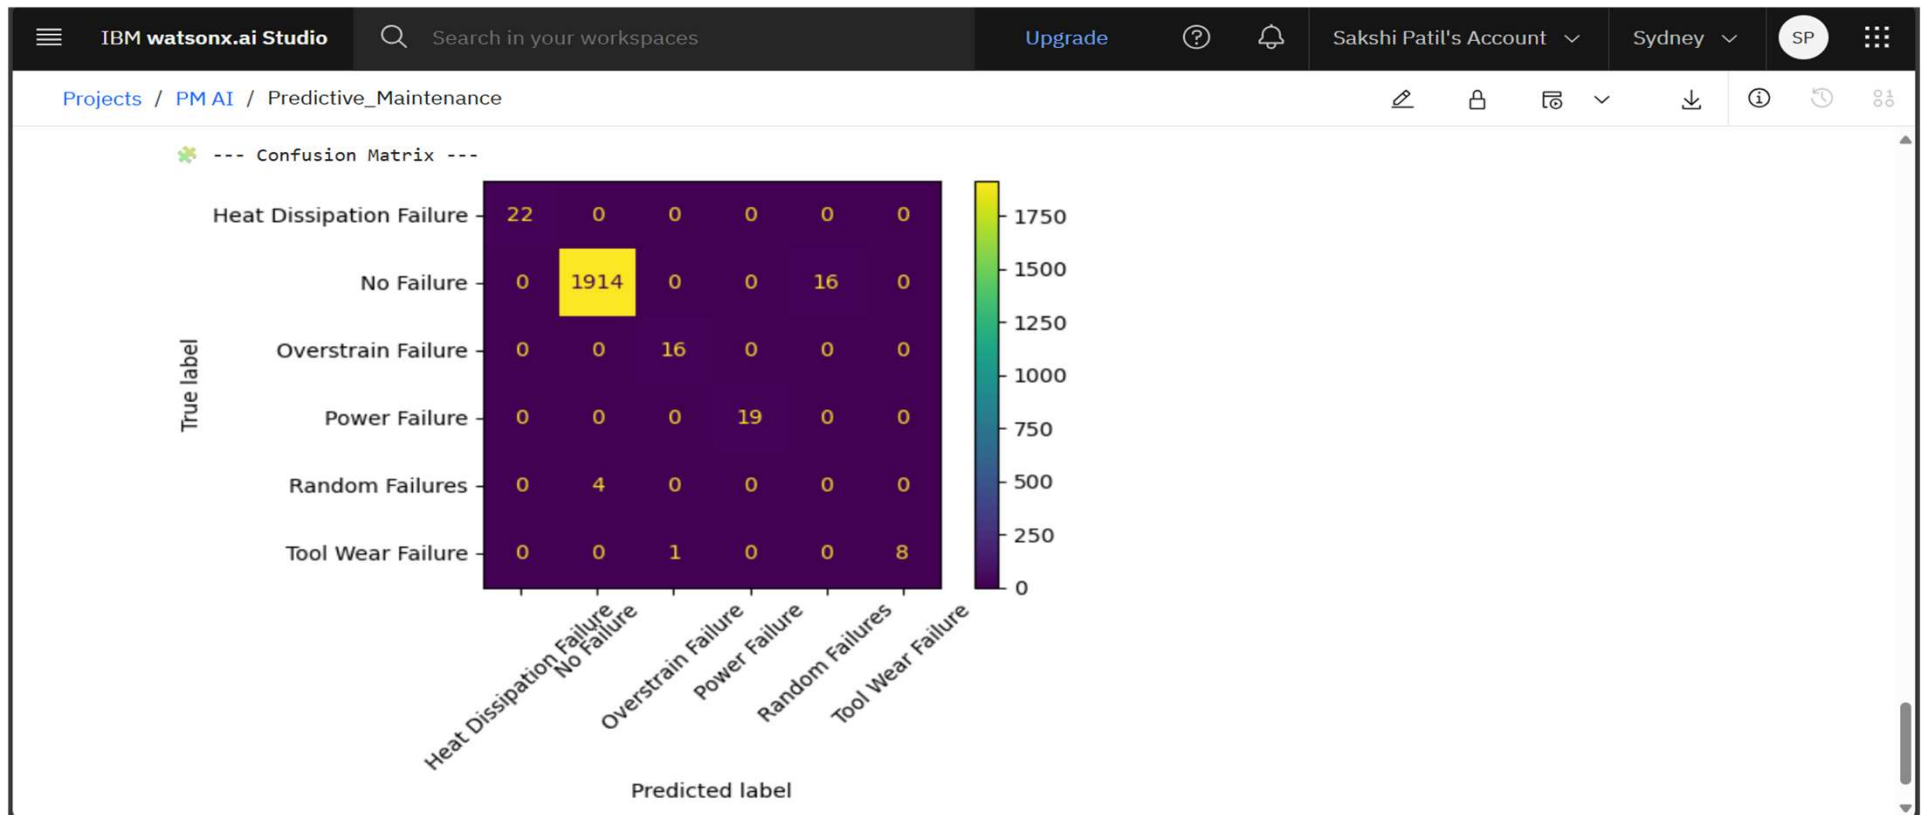 IBM watsonx.ai Studio
Search in your workspaces
Upgrade
Sakshi Patil's Account
Sydney
SP
Projects / PM AI / Predictive_Maintenance
--- Confusion Matrix ---
Heat Dissipation Failure 22 0 0 0 0 0
No Failure 0 1914 0 0 16 0
Overstrain Failure 0 0 16 0 0 0
Power Failure 0 0 0 19 0 0
Random Failures 0 4 0 0 0 0
Tool Wear Failure 0 0 1 0 0 8
True label
1750
1500
1250
1000
750
500
250
0
Heat Dissipation Failure
No Failure
Overstrain Failure
Power Failure
Random Failures
Tool Wear Failure
Predicted label